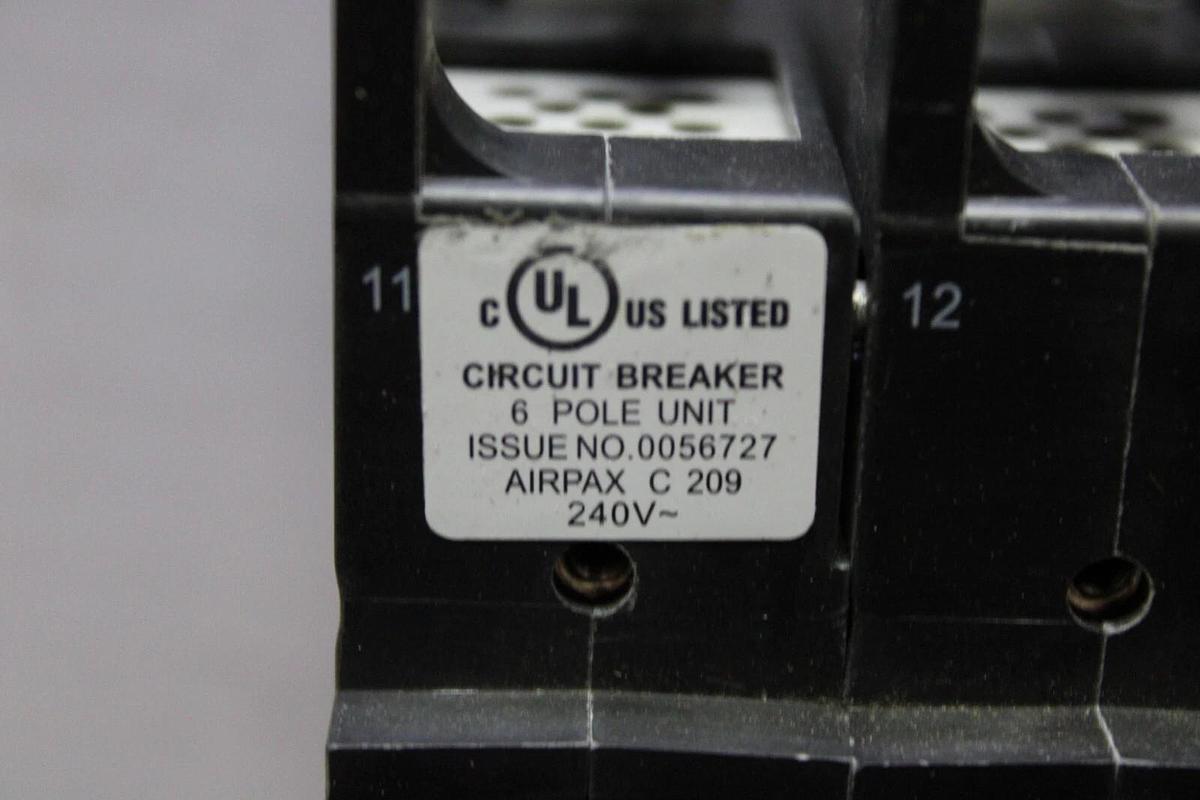 11
C UL US LISTED
12
CIRCUIT BREAKER
6 POLE UNIT
ISSUE NO.0056727
AIRPAX C 209
240V~